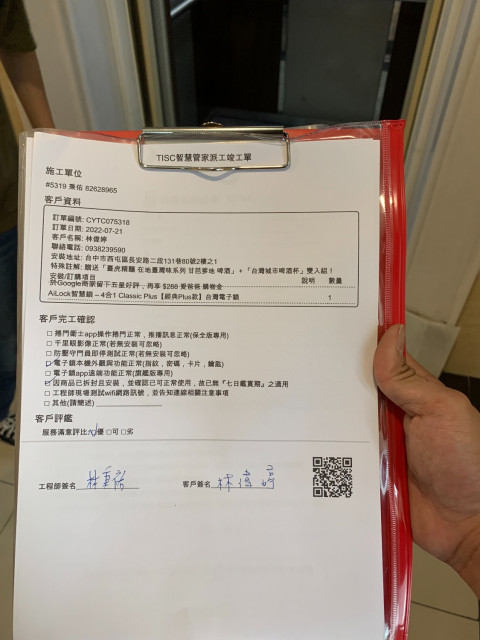 TISC智慧管家派工竣工單
施工單位
#5319 秉佑 82628965
客戶資料
訂單編號: CYTC075318
訂單日期: 2022-07-21
客戶名稱: 林偉婷
聯絡電話: 0938239590
安裝地址: 台中市西屯區長安路二段131巷80號2樓之1
特殊註解: 贈送「臺虎精釀 在地臺灣味系列 甘芭爹地 啤酒」+「台灣城市啤酒杯」雙入組!
安裝/訂購項目 說明 數量
於Google商家留下五星好評,再享 $268 愛爸爸 購物金
AiLock智慧鎖 – 4合1 Classic Plus【經典Plus款】台灣電子鎖 1
客戶完工確認
□ 捲門衛士app操作捲門正常,推播訊息正常(保全版專用)
□ 千里眼影像正常(若無安裝可忽略)
□ 防壓守門員即停測試正常(若無安裝可忽略)
□ 電子鎖本機外觀與功能正常(指紋,密碼,卡片,鑰匙)
□ 電子鎖app遠端功能正常(旗艦版專用)
□ 因商品已拆封且安裝,並確認已可正常使用,故已無『七日鑑賞期』之適用
□ 工程師現場測試wifi網路訊號,並告知連線相關注意事項
□ 其他(請簡述)
客戶評鑑
服務滿意評比 □優 □可 □劣
工程師簽名 林秉佑 客戶簽名 林偉婷